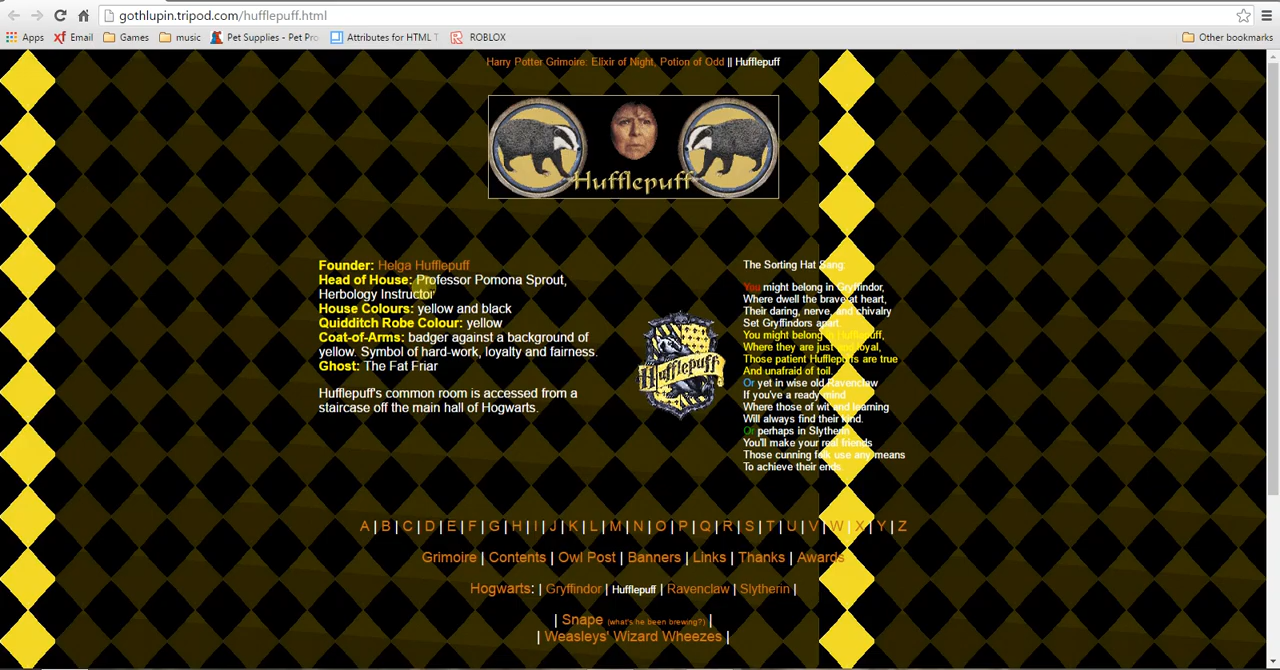 gothlupin.tripod.com/hufflepuff.html
Apps Email Games music Pet Supplies - Pet Pro Attributes for HTML T ROBLOX Other bookmarks
Harry Potter Grimoire: Elixir of Night, Potion of Odd || Hufflepuff
Hufflepuff
Founder: Helga Hufflepuff
Head of House: Professor Pomona Sprout,
Herbology Instructor
House Colours: yellow and black
Quidditch Robe Colour: yellow
Coat-of-Arms: badger against a background of
yellow. Symbol of hard-work, loyalty and fairness.
Ghost: The Fat Friar
Hufflepuff's common room is accessed from a
staircase off the main hall of Hogwarts.
Hufflepuff
The Sorting Hat Sang:
You might belong in Gryffindor,
Where dwell the brave at heart,
Their daring, nerve, and chivalry
Set Gryffindors apart.
You might belong in Hufflepuff,
Where they are just and loyal,
Those patient Hufflepuffs are true
And unafraid of toil.
Or yet in wise old Ravenclaw
If you've a ready mind
Where those of wit and learning
Will always find their kind.
Or perhaps in Slytherin
You'll make your real friends
Those cunning folk use any means
To achieve their ends.
A | B | C | D | E | F | G | H | I | J | K | L | M | N | O | P | Q | R | S | T | U | V | W | X | Y | Z
Grimoire | Contents | Owl Post | Banners | Links | Thanks | Awards
Hogwarts: | Gryffindor | Hufflepuff | Ravenclaw | Slytherin |
| Snape (what's he been brewing?) |
| Weasleys' Wizard Wheezes |